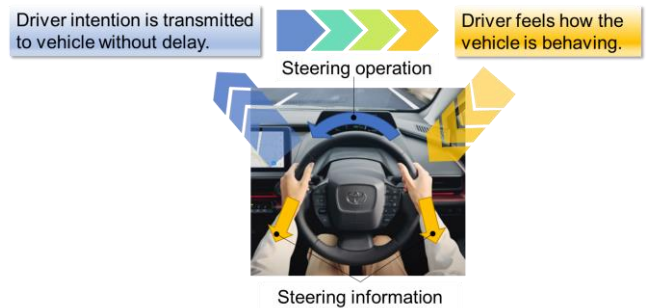 Driver intention is transmitted
to vehicle without delay.
Driver feels how the
vehicle is behaving.
Steering operation
Steering information